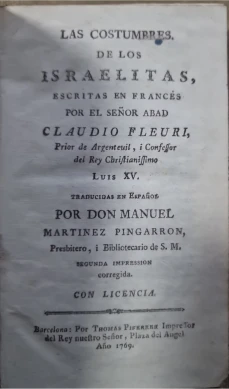 LAS COSTUMBRES
DE LOS
ISRAELITAS,
ESCRITAS EN FRANCÉS
POR EL SEÑOR ABAD
CLAUDIO FLEURI,
Prior de Argenteuil, i Confeſſor
del Rey Chriſtianiſſimo
LUIS XV.
TRADUCIDAS EN ESPAÑOL
POR DON MANUEL
MARTINEZ PINGARRON,
Presbitero, i Bibliotecario de S. M.
SEGUNDA IMPRESSION
corregida.
CON LICENCIA.
Barcelona: Por THOMAS PIFERRER Impreſſor
del Rey nueſtro Señor, Plaza del Angel
Año 1769.